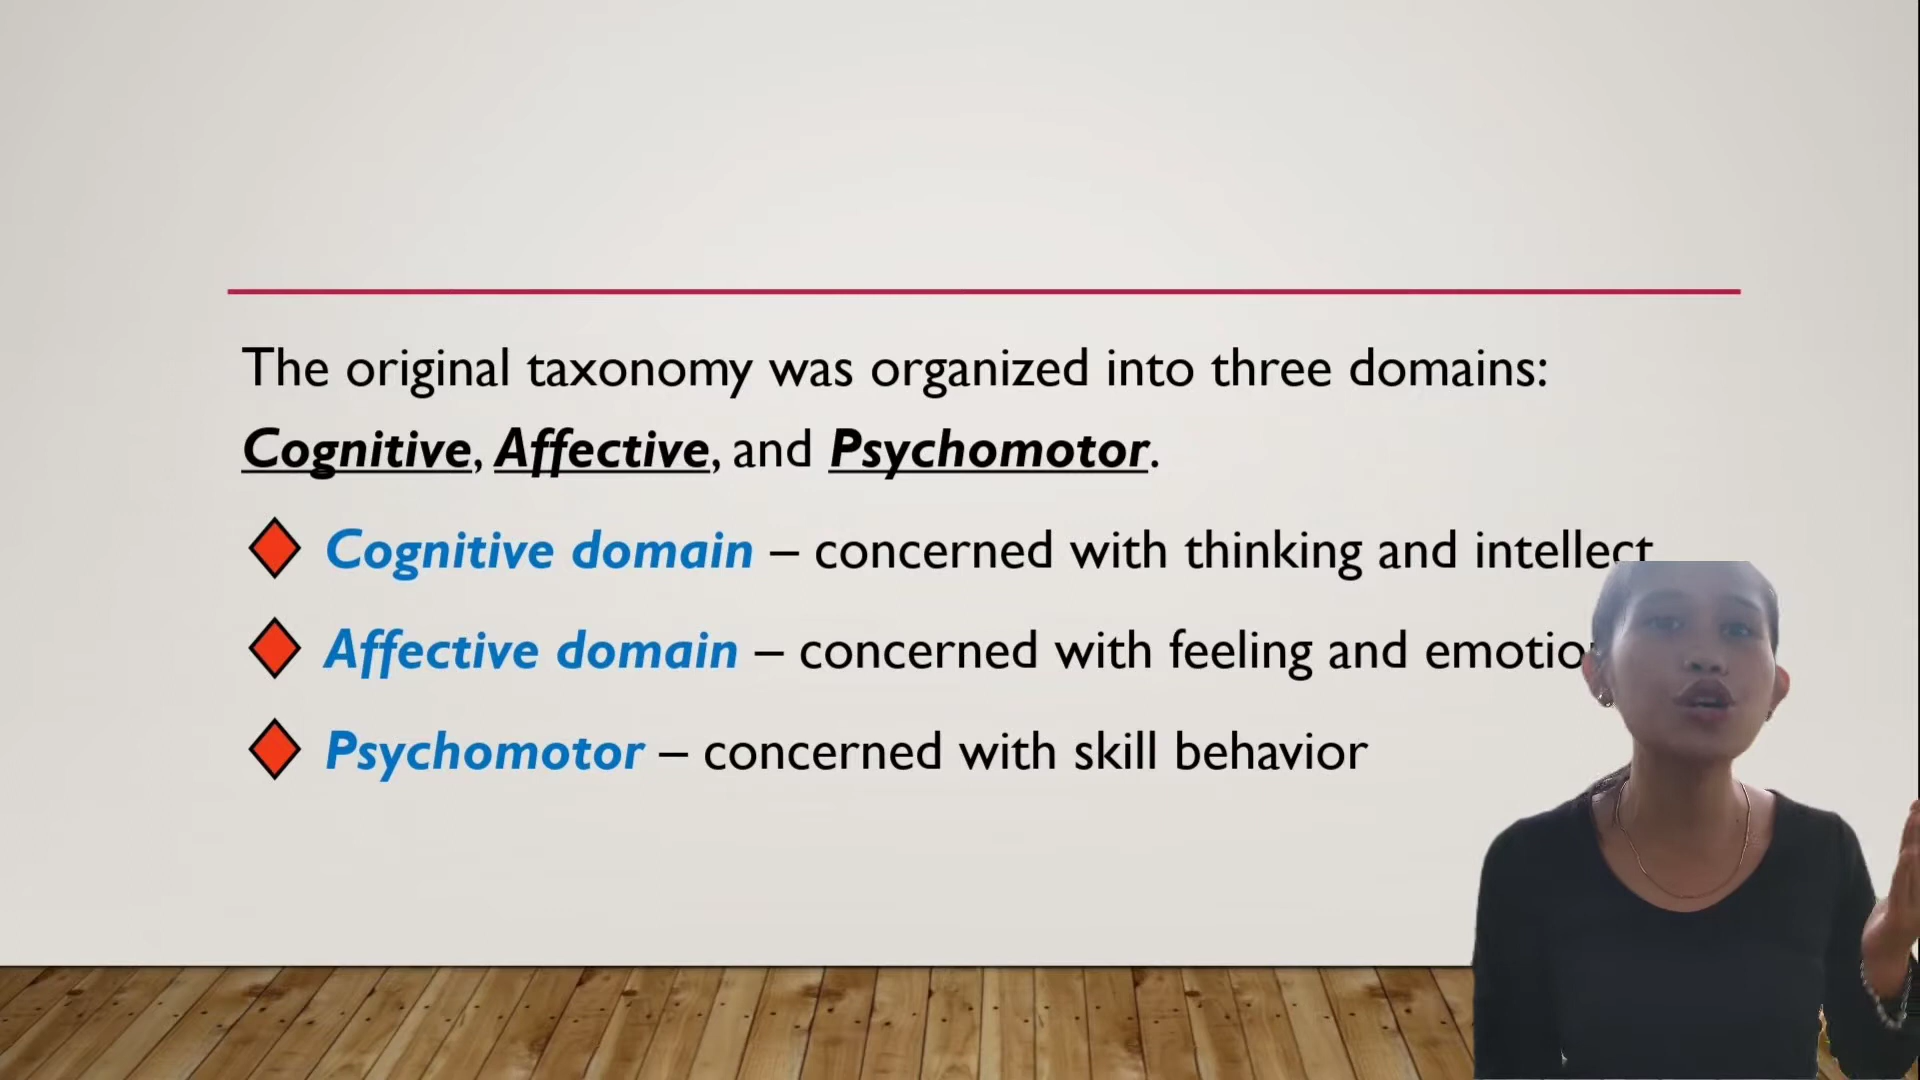 The original taxonomy was organized into three domains:
Cognitive, Affective, and Psychomotor.
Cognitive domain – concerned with thinking and intellect
Affective domain – concerned with feeling and
Psychomotor – concerned with skill behavior